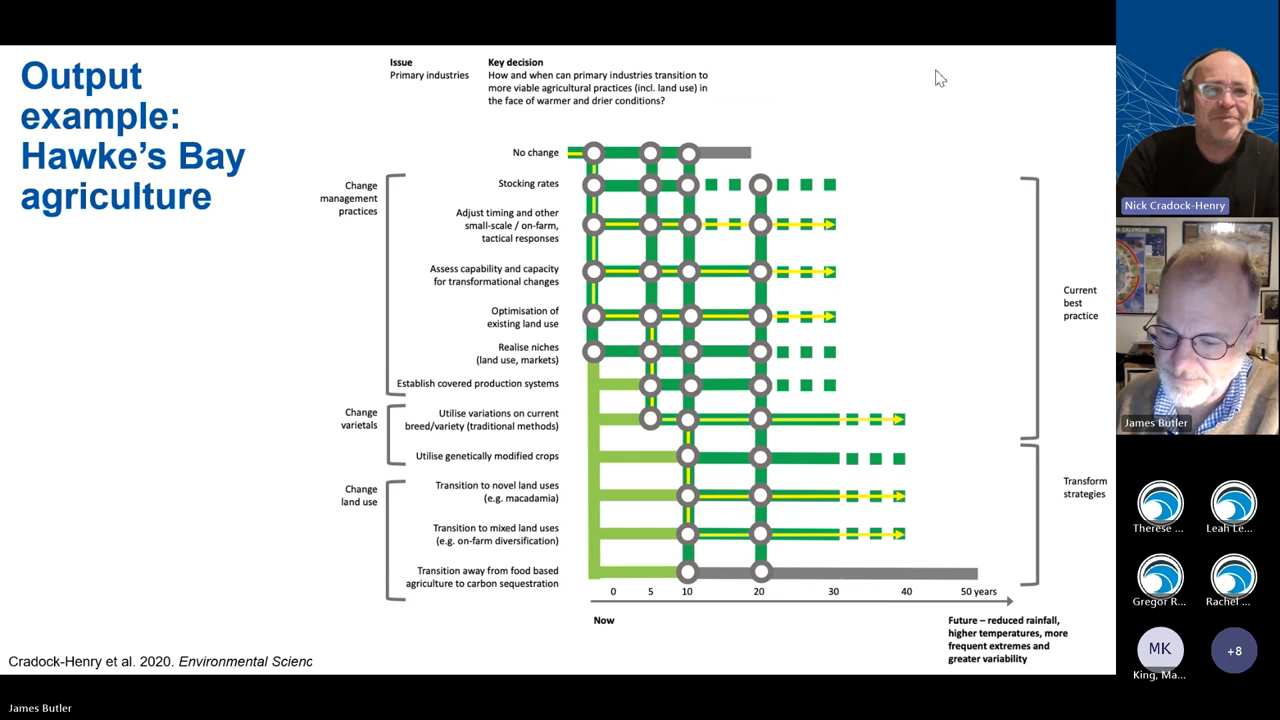 Output
example:
Hawke's Bay
agriculture
Issue
Primary industries
Key decision
How and when can primary industries transition to
more viable agricultural practices (incl. land use) in
the face of warmer and drier conditions?
No change
Change
management
practices
Stocking rates
Adjust timing and other
small-scale / on-farm,
tactical responses
Assess capability and capacity
for transformational changes
Optimisation of
existing land use
Realise niches
(land use, markets)
Establish covered production systems
Change
varietals
Utilise variations on current
breed/variety (traditional methods)
Utilise genetically modified crops
Change
land use
Transition to novel land uses
(e.g. macadamia)
Transition to mixed land uses
(e.g. on-farm diversification)
Transition away from food based
agriculture to carbon sequestration
Current
best
practice
Transform
strategies
0 5 10 20 30 40 50 years
Now
Future – reduced rainfall,
higher temperatures, more
frequent extremes and
greater variability
Cradock-Henry et al. 2020. Environmental Scienc
Nick Cradock-Henry
James Butler
Therese ...
Leah Le...
Gregor R...
Rachel ...
MK
King, Ma...
+8
James Butler